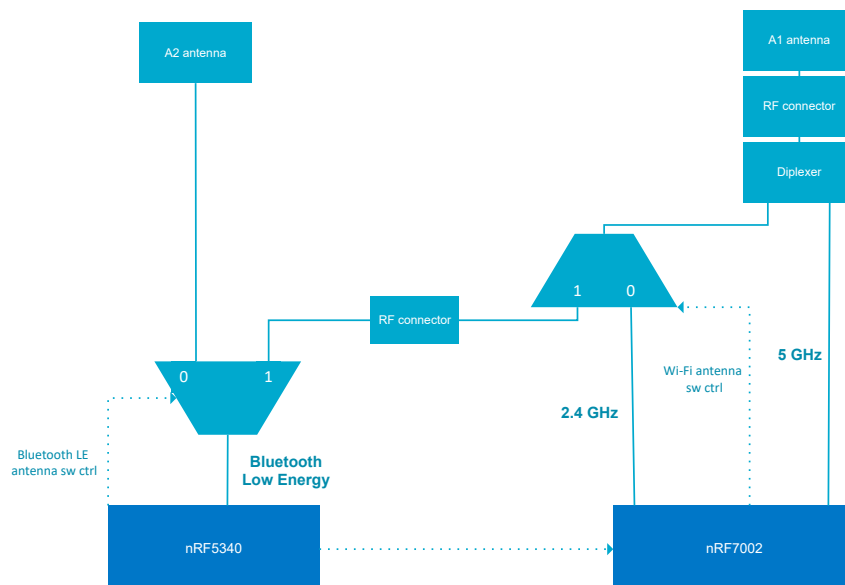 A1 antenna
A2 antenna
RF connector
Diplexer
1 0
RF connector
5 GHz
Wi-Fi antenna
sw ctrl
0 1
2.4 GHz
Bluetooth LE
antenna sw ctrl
Bluetooth
Low Energy
nRF5340
nRF7002